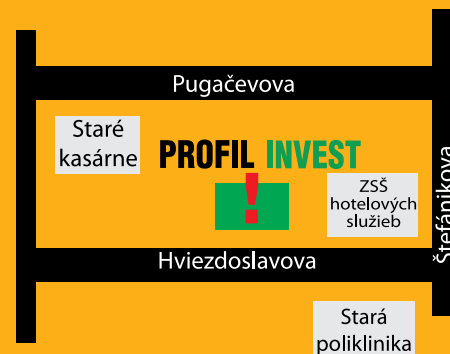 Pugačevova
Staré
kasárne
PROFIL INVEST
!
ZSŠ
hotelových
služieb
Štefánikova
Hviezdoslavova
Stará
poliklinika